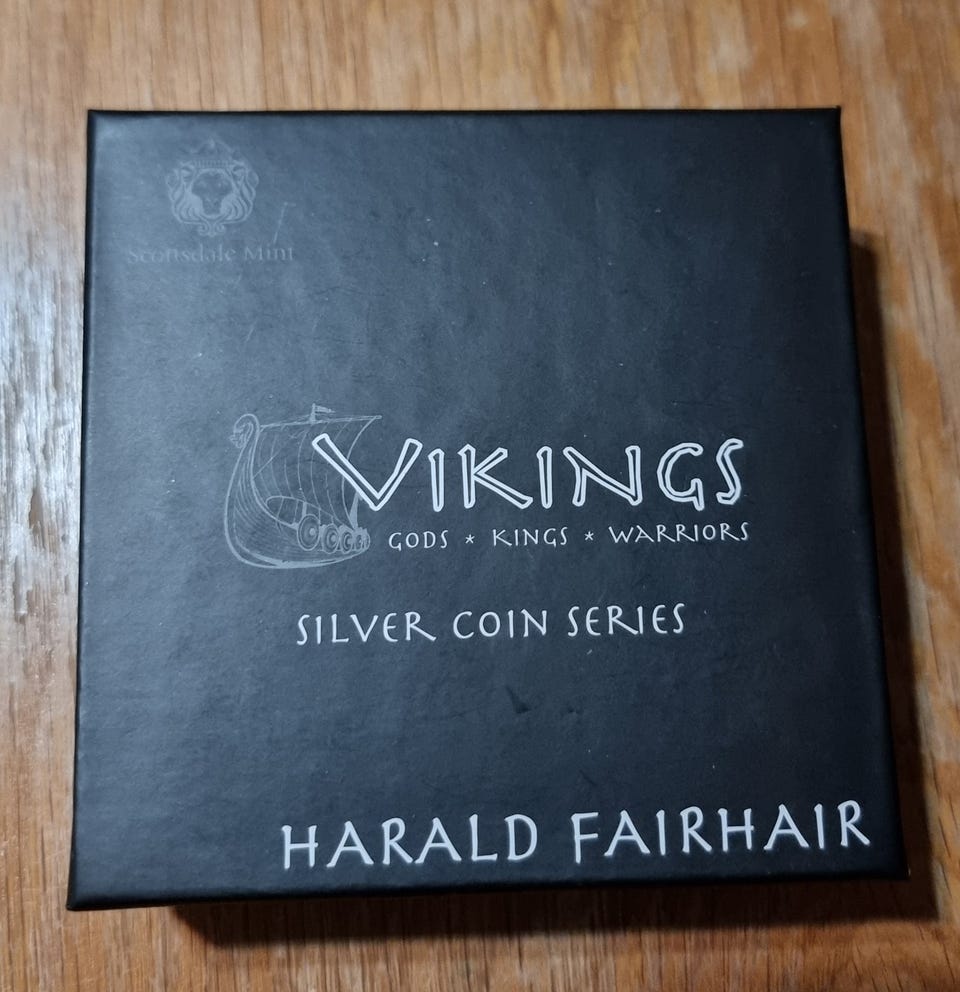 Scottsdale Mint
VIKINGS
GODS * KINGS * WARRIORS
SILVER COIN SERIES
HARALD FAIRHAIR